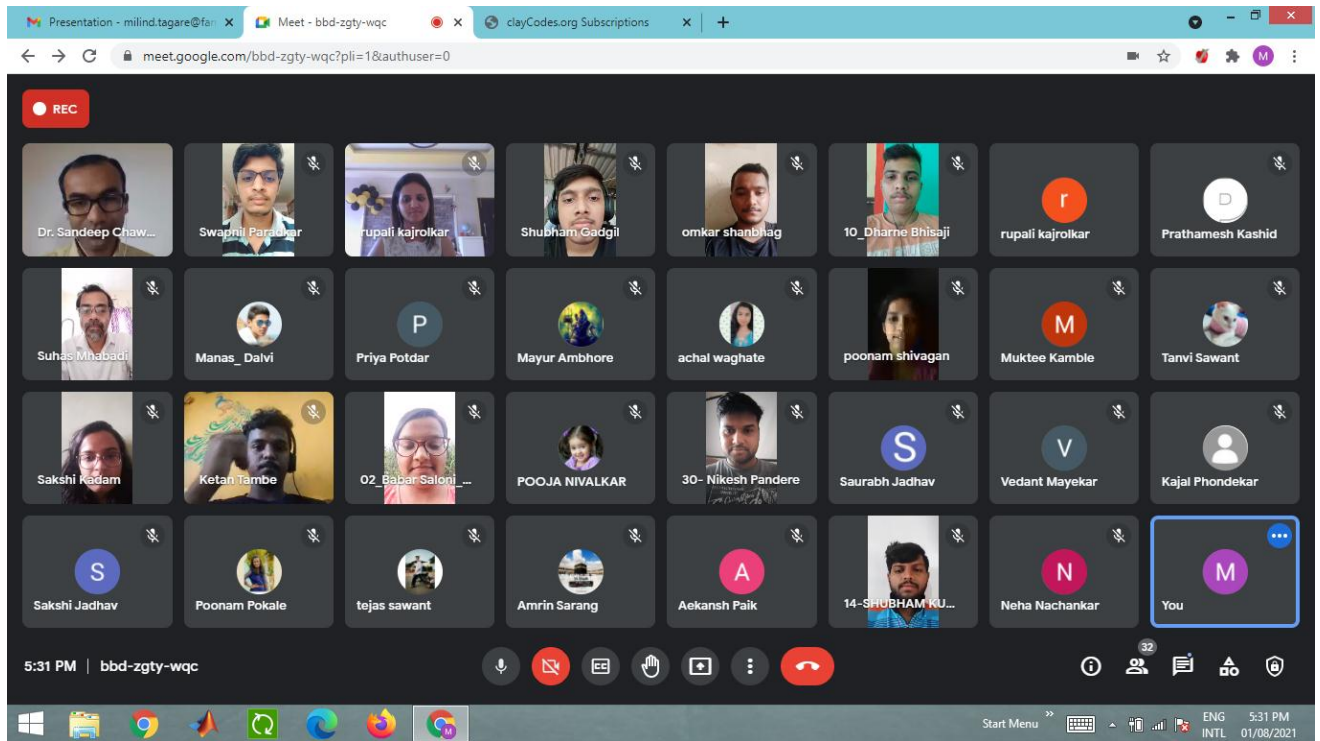 Presentation - milind.tagare@fan
Meet - bbd-zgty-wqc
clayCodes.org Subscriptions
meet.google.com/bbd-zgty-wqc?pli=1&authuser=0
M
REC
Dr. Sandeep Chaw...
Swapnil Paradkar
rupali kajrolkar
Shubham Gadgil
omkar shanbhag
10_Dharne Bhisaji
r
rupali kajrolkar
P
Prathamesh Kashid
Suhas Mhabadi
Manas_ Dalvi
P
Priya Potdar
Mayur Ambhore
achal waghate
poonam shivagan
M
Muktee Kamble
Tanvi Sawant
Sakshi Kadam
Ketan Tambe
02_Babar Saloni_...
POOJA NIVALKAR
30- Nikesh Pandere
S
Saurabh Jadhav
V
Vedant Mayekar
Kajal Phondekar
S
Sakshi Jadhav
Poonam Pokale
tejas sawant
Amrin Sarang
A
Aekansh Paik
14-SHUBHAM KU...
N
Neha Nachankar
M
You
5:31 PM | bbd-zgty-wqc
CC
32
Start Menu
ENG
INTL
5:31 PM
01/08/2021